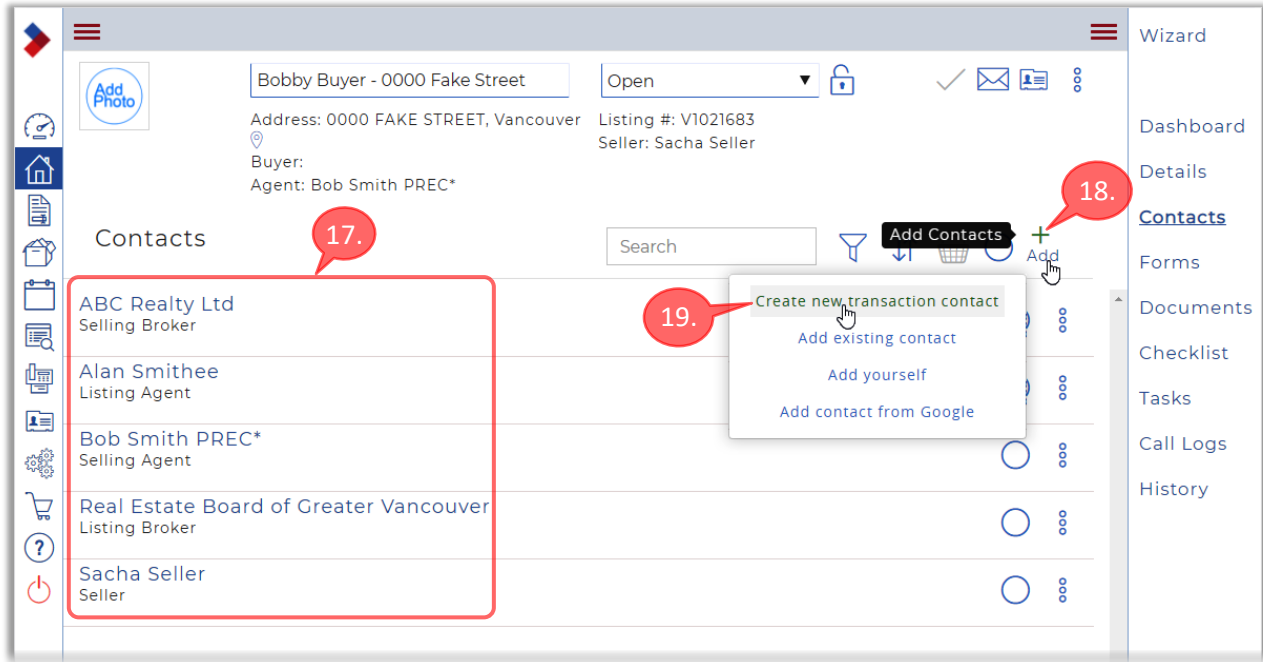 Wizard
Add
Photo
Bobby Buyer - 0000 Fake Street
Open
Address: 0000 FAKE STREET, Vancouver
Listing #: V1021683
Seller: Sacha Seller
Buyer:
Agent: Bob Smith PREC*
Dashboard
Details
Contacts
Forms
Documents
Checklist
Tasks
Call Logs
History
17.
18.
Contacts
Search
Add Contacts
Add
19.
Create new transaction contact
Add existing contact
Add yourself
Add contact from Google
ABC Realty Ltd
Selling Broker
Alan Smithee
Listing Agent
Bob Smith PREC*
Selling Agent
Real Estate Board of Greater Vancouver
Listing Broker
Sacha Seller
Seller
?